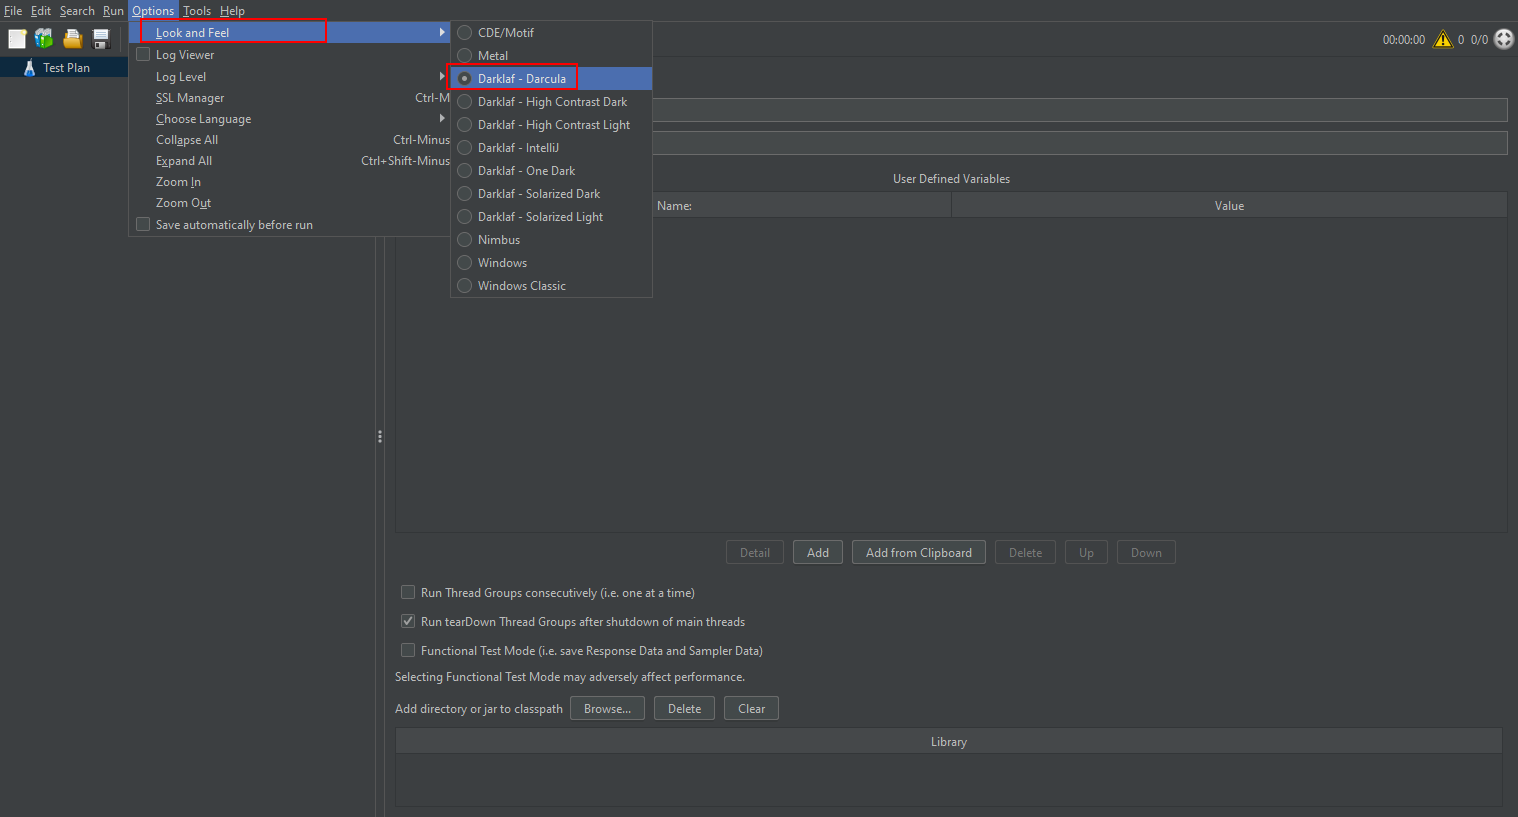 File Edit Search Run Options Tools Help
00:00:00 0 0/0
Test Plan
Look and Feel
Log Viewer
Log Level
SSL Manager Ctrl-M
Choose Language
Collapse All Ctrl-Minus
Expand All Ctrl+Shift-Minus
Zoom In
Zoom Out
Save automatically before run
CDE/Motif
Metal
Darklaf - Darcula
Darklaf - High Contrast Dark
Darklaf - High Contrast Light
Darklaf - IntelliJ
Darklaf - One Dark
Darklaf - Solarized Dark
Darklaf - Solarized Light
Nimbus
Windows
Windows Classic
User Defined Variables
Name: Value
Detail Add Add from Clipboard Delete Up Down
Run Thread Groups consecutively (i.e. one at a time)
Run tearDown Thread Groups after shutdown of main threads
Functional Test Mode (i.e. save Response Data and Sampler Data)
Selecting Functional Test Mode may adversely affect performance.
Add directory or jar to classpath Browse... Delete Clear
Library